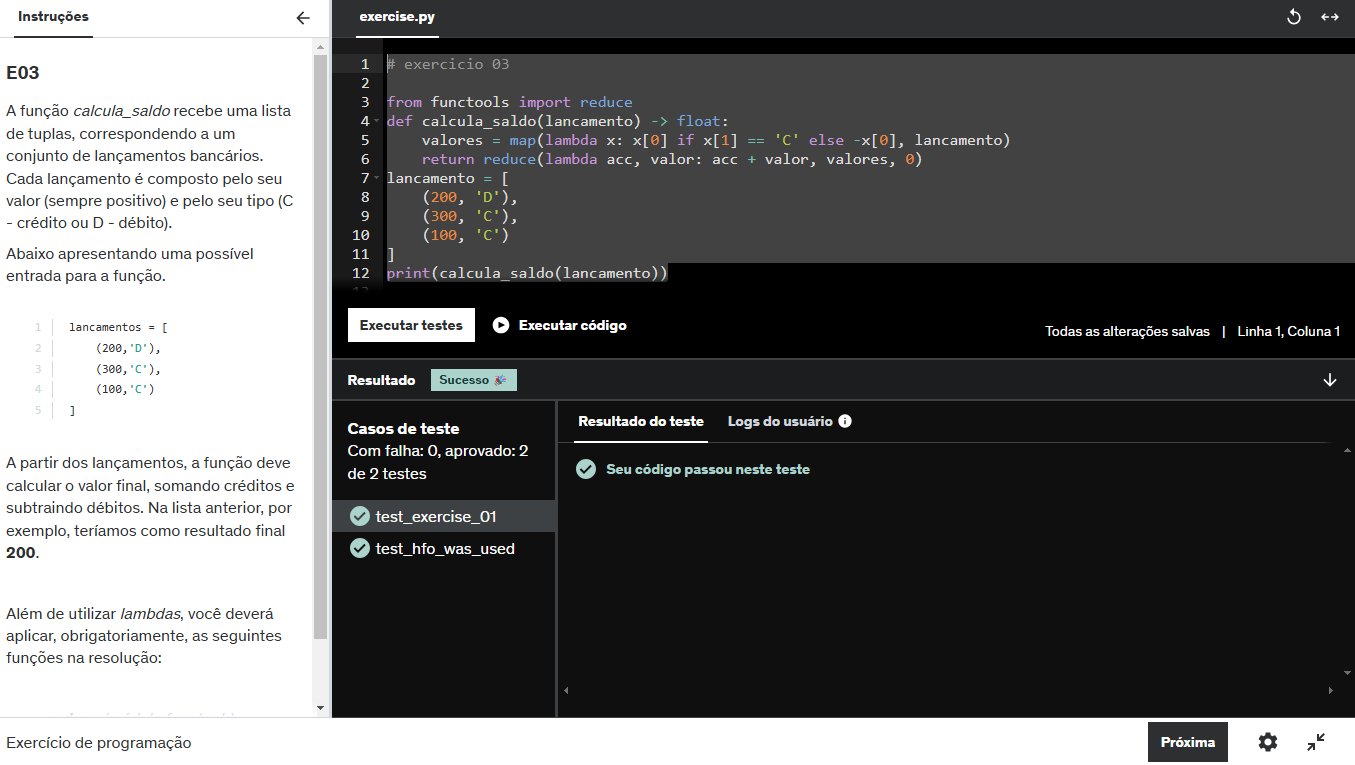 Instruções
E03
A função calcula_saldo recebe uma lista
de tuplas, correspondendo a um
conjunto de lançamentos bancários.
Cada lançamento é composto pelo seu
valor (sempre positivo) e pelo seu tipo (C
- crédito ou D - débito).
Abaixo apresentando uma possível
entrada para a função.
1 lancamentos = [
2 (200,'D'),
3 (300,'C'),
4 (100,'C')
5 ]
A partir dos lançamentos, a função deve
calcular o valor final, somando créditos e
subtraindo débitos. Na lista anterior, por
exemplo, teríamos como resultado final
200.
Além de utilizar lambdas, você deverá
aplicar, obrigatoriamente, as seguintes
funções na resolução:
exercise.py
1 # exercicio 03
2
3 from functools import reduce
4 def calcula_saldo(lancamento) -> float:
5 valores = map(lambda x: x[0] if x[1] == 'C' else -x[0], lancamento)
6 return reduce(lambda acc, valor: acc + valor, valores, 0)
7 lancamento = [
8 (200, 'D'),
9 (300, 'C'),
10 (100, 'C')
11 ]
12 print(calcula_saldo(lancamento))
Executar testes Executar código
Todas as alterações salvas | Linha 1, Coluna 1
Resultado Sucesso 🎉
Casos de teste
Com falha: 0, aprovado: 2
de 2 testes
test_exercise_01
test_hfo_was_used
Resultado do teste Logs do usuário
Seu código passou neste teste
Exercício de programação
Próxima